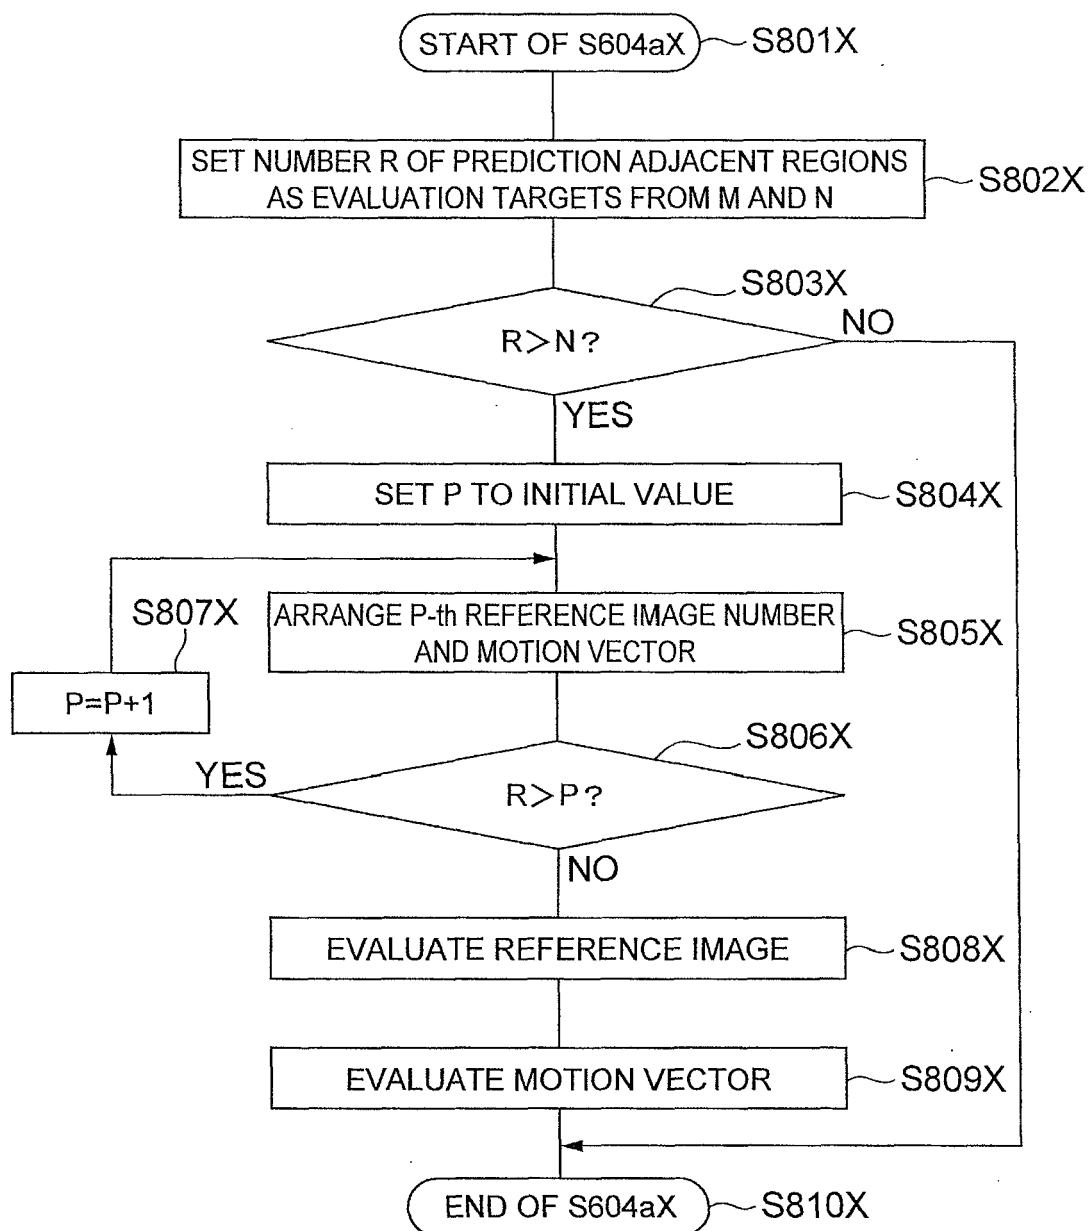 START OF S604aX
S801X
SET NUMBER R OF PREDICTION ADJACENT REGIONS
AS EVALUATION TARGETS FROM M AND N
S802X
S803X
R>N?
NO
YES
SET P TO INITIAL VALUE
S804X
S807X
ARRANGE P-th REFERENCE IMAGE NUMBER
AND MOTION VECTOR
S805X
P=P+1
S806X
YES
R>P?
NO
EVALUATE REFERENCE IMAGE
S808X
EVALUATE MOTION VECTOR
S809X
END OF S604aX
S810X